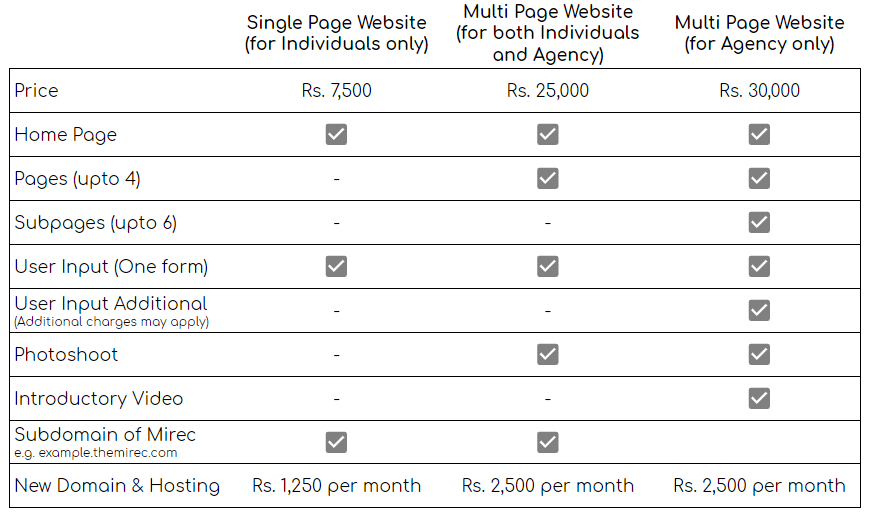 Single Page Website
(for Individuals only)
Multi Page Website
(for both Individuals
and Agency)
Multi Page Website
(for Agency only)
Price Rs. 7,500 Rs. 25,000 Rs. 30,000
Home Page
Pages (upto 4) -
Subpages (upto 6) - -
User Input (One form)
User Input Additional
(Additional charges may apply) - -
Photoshoot -
Introductory Video - -
Subdomain of Mirec
e.g. example.themirec.com
New Domain & Hosting Rs. 1,250 per month Rs. 2,500 per month Rs. 2,500 per month